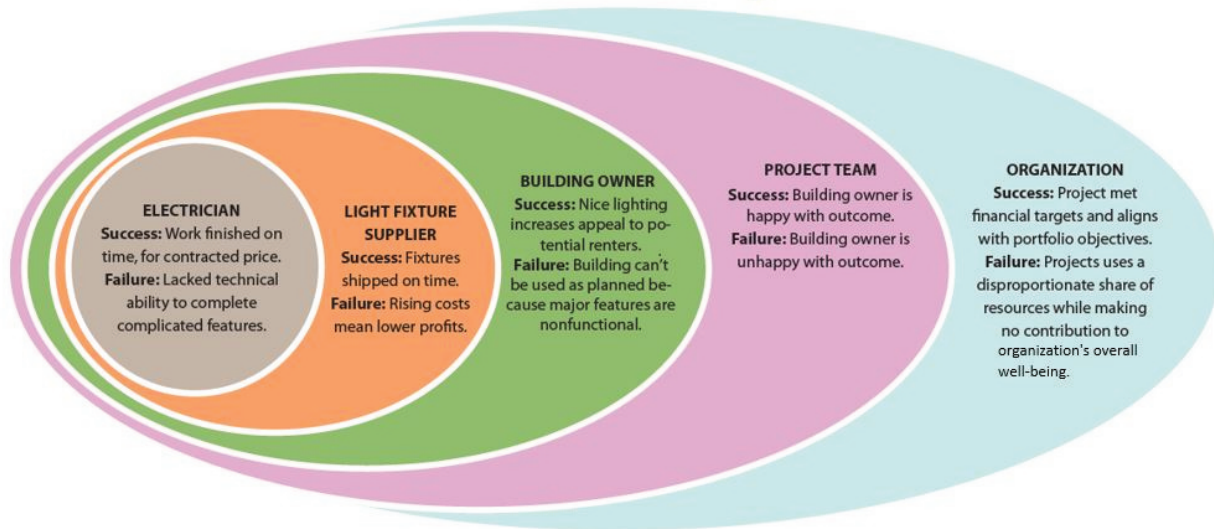 ELECTRICIAN
Success: Work finished on
time, for contracted price.
Failure: Lacked technical
ability to complete
complicated features.
LIGHT FIXTURE
SUPPLIER
Success: Fixtures
shipped on time.
Failure: Rising costs
mean lower profits.
BUILDING OWNER
Success: Nice lighting
increases appeal to po-
tential renters.
Failure: Building can't
be used as planned be-
cause major features are
nonfunctional.
PROJECT TEAM
Success: Building owner is
happy with outcome.
Failure: Building owner is
unhappy with outcome.
ORGANIZATION
Success: Project met
financial targets and aligns
with portfolio objectives.
Failure: Projects uses a
disproportionate share of
resources while making
no contribution to
organization's overall
well-being.